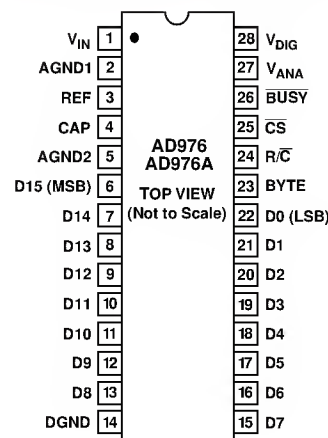 V_IN 1 28 V_DIG
AGND1 2 27 V_ANA
REF 3 26 B̅U̅S̅Y̅
CAP 4 25 C̅S̅
AGND2 5 24 R/C̅
D15 (MSB) 6 23 BYTE
D14 7 22 D0 (LSB)
D13 8 21 D1
D12 9 20 D2
D11 10 19 D3
D10 11 18 D4
D9 12 17 D5
D8 13 16 D6
DGND 14 15 D7
AD976
AD976A
TOP VIEW
(Not to Scale)